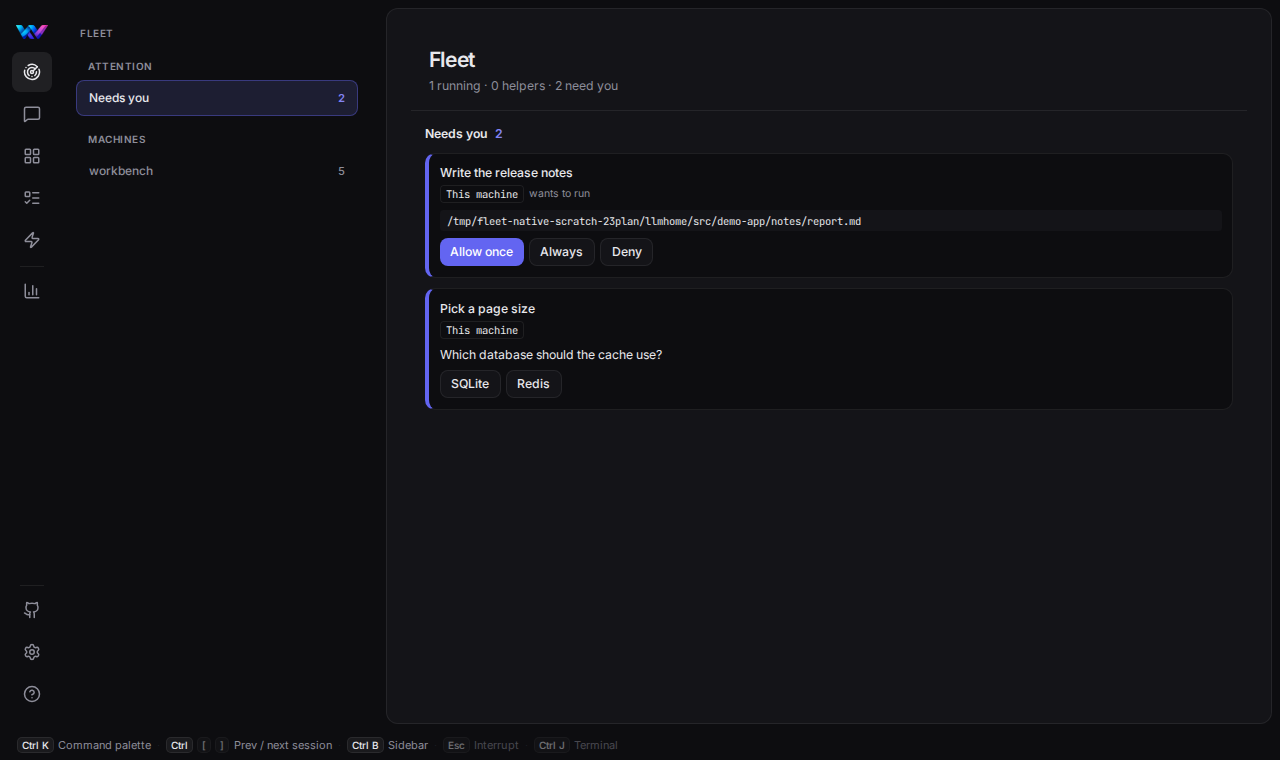 FLEET
ATTENTION
Needs you 2
MACHINES
workbench 5
Fleet
1 running · 0 helpers · 2 need you
Needs you 2
Write the release notes
This machine wants to run
/tmp/fleet-native-scratch-23plan/llmhome/src/demo-app/notes/report.md
Allow once Always Deny
Pick a page size
This machine
Which database should the cache use?
SQLite Redis
Ctrl K Command palette Ctrl [ ] Prev / next session Ctrl B Sidebar Esc Interrupt Ctrl J Terminal